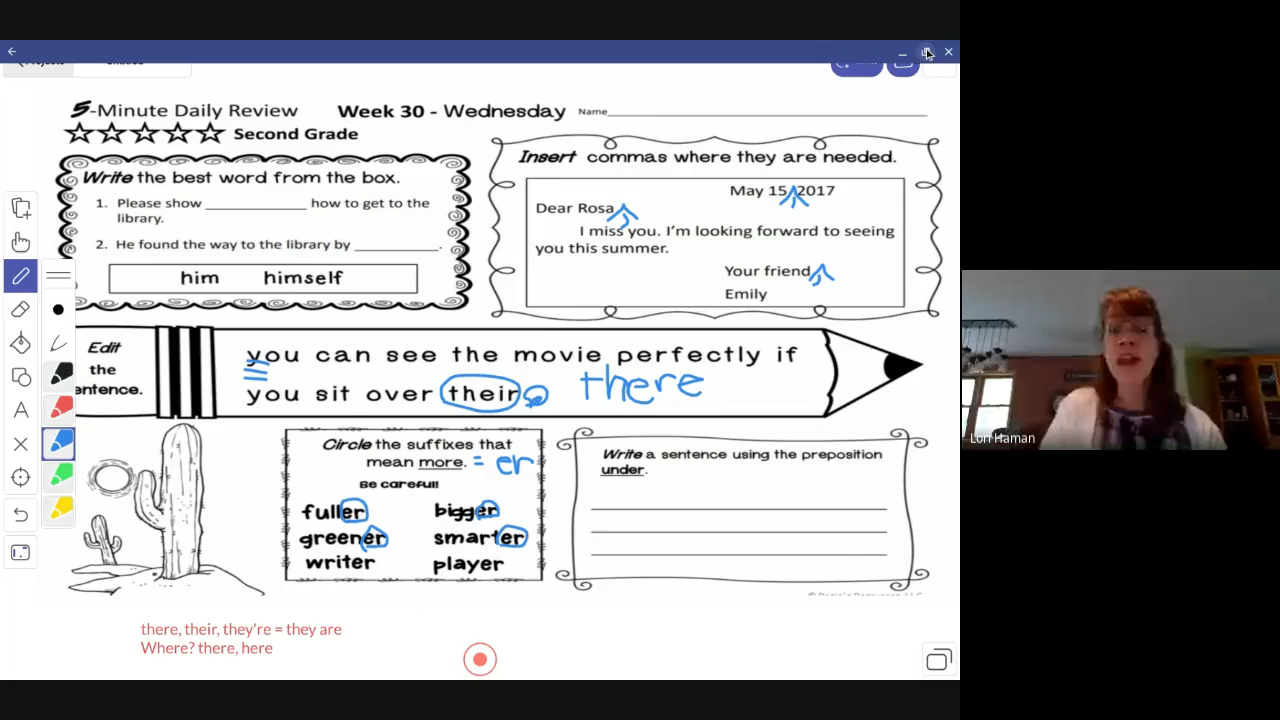 5-Minute Daily Review Week 30 - Wednesday Name
Second Grade
Write the best word from the box.
1. Please show ____________ how to get to the
library.
2. He found the way to the library by __________.
him himself
Insert commas where they are needed.
May 15, 2017
Dear Rosa,
I miss you. I'm looking forward to seeing
you this summer.
Your friend,
Emily
Edit
the
entence.
you can see the movie perfectly if
you sit over their. there
Circle the suffixes that
mean more. = er
Be careful!
fuller bigger
greener smarter
writer player
Write a sentence using the preposition
under.
there, their, they're = they are
Where? there, here
Lori Haman